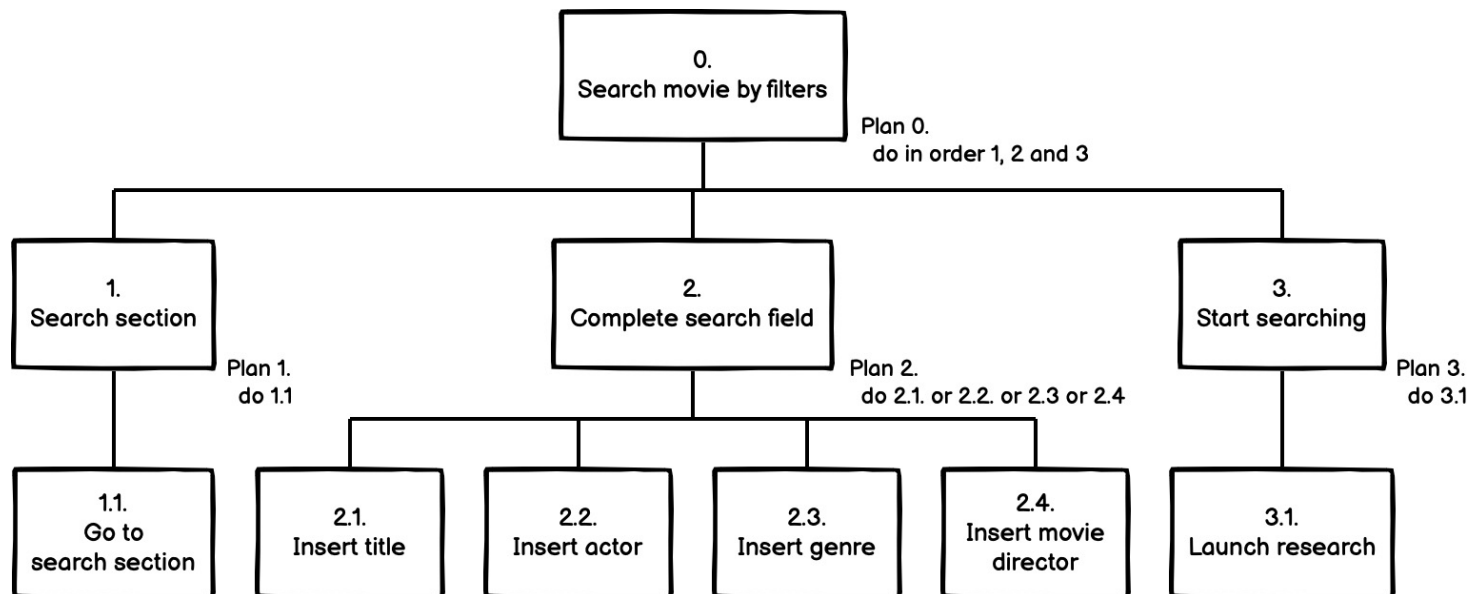 0.
Search movie by filters
Plan 0.
do in order 1, 2 and 3
1.
Search section
Plan 1.
do 1.1
2.
Complete search field
Plan 2.
do 2.1. or 2.2. or 2.3 or 2.4
3.
Start searching
Plan 3.
do 3.1
1.1.
Go to
search section
2.1.
Insert title
2.2.
Insert actor
2.3.
Insert genre
2.4.
Insert movie
director
3.1.
Launch research